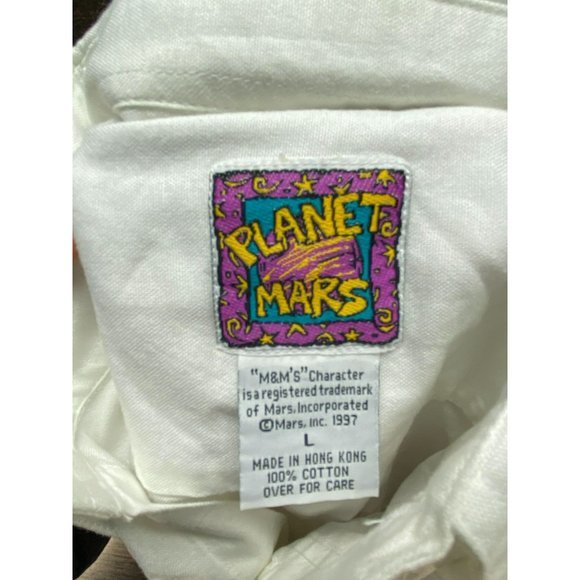 PLANET
MARS
"M&M'S" Character
is a registered trademark
of Mars, Incorporated
©Mars, Inc. 1997
L
MADE IN HONG KONG
100% COTTON
OVER FOR CARE